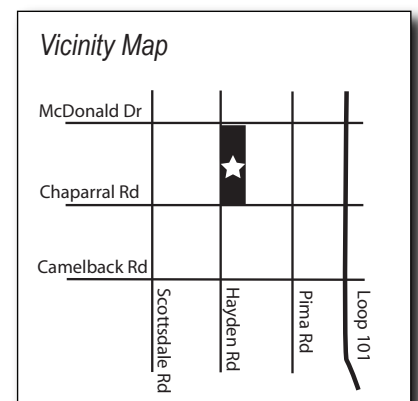 Vicinity Map
McDonald Dr
Chaparral Rd
Camelback Rd
Scottsdale Rd
Hayden Rd
Pima Rd
Loop 101